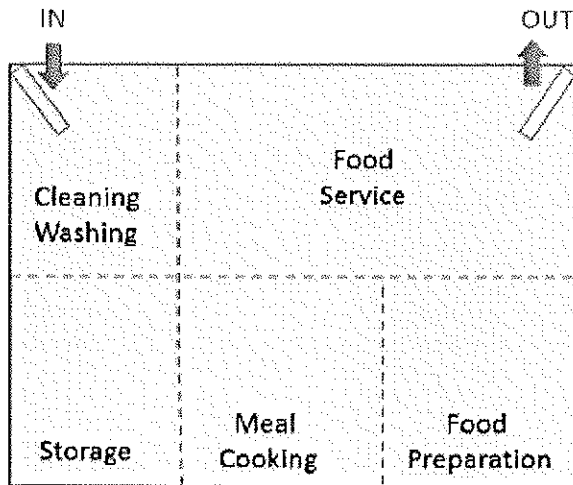 IN
OUT
Food
Service
Cleaning
Washing
Storage
Meal
Cooking
Food
Preparation